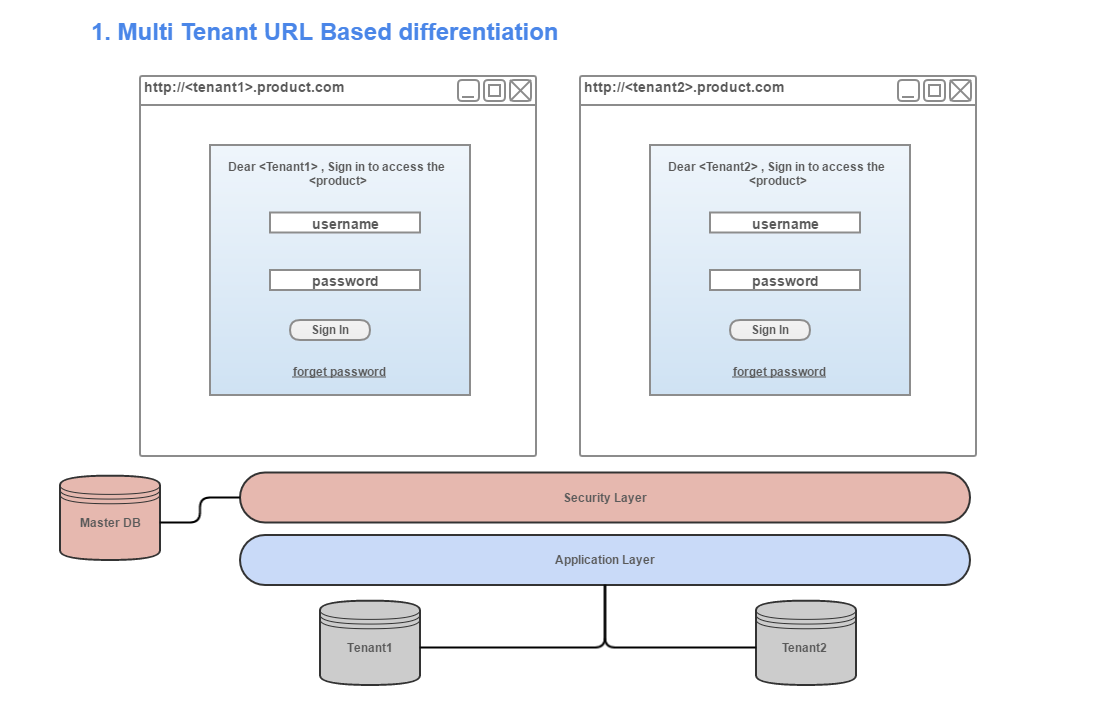 1. Multi Tenant URL Based differentiation
http://<tenant1>.product.com
http://<tenant2>.product.com
Dear <Tenant1> , Sign in to access the
<product>
username
password
Sign In
forget password
Dear <Tenant2> , Sign in to access the
<product>
username
password
Sign In
forget password
Master DB
Security Layer
Application Layer
Tenant1
Tenant2